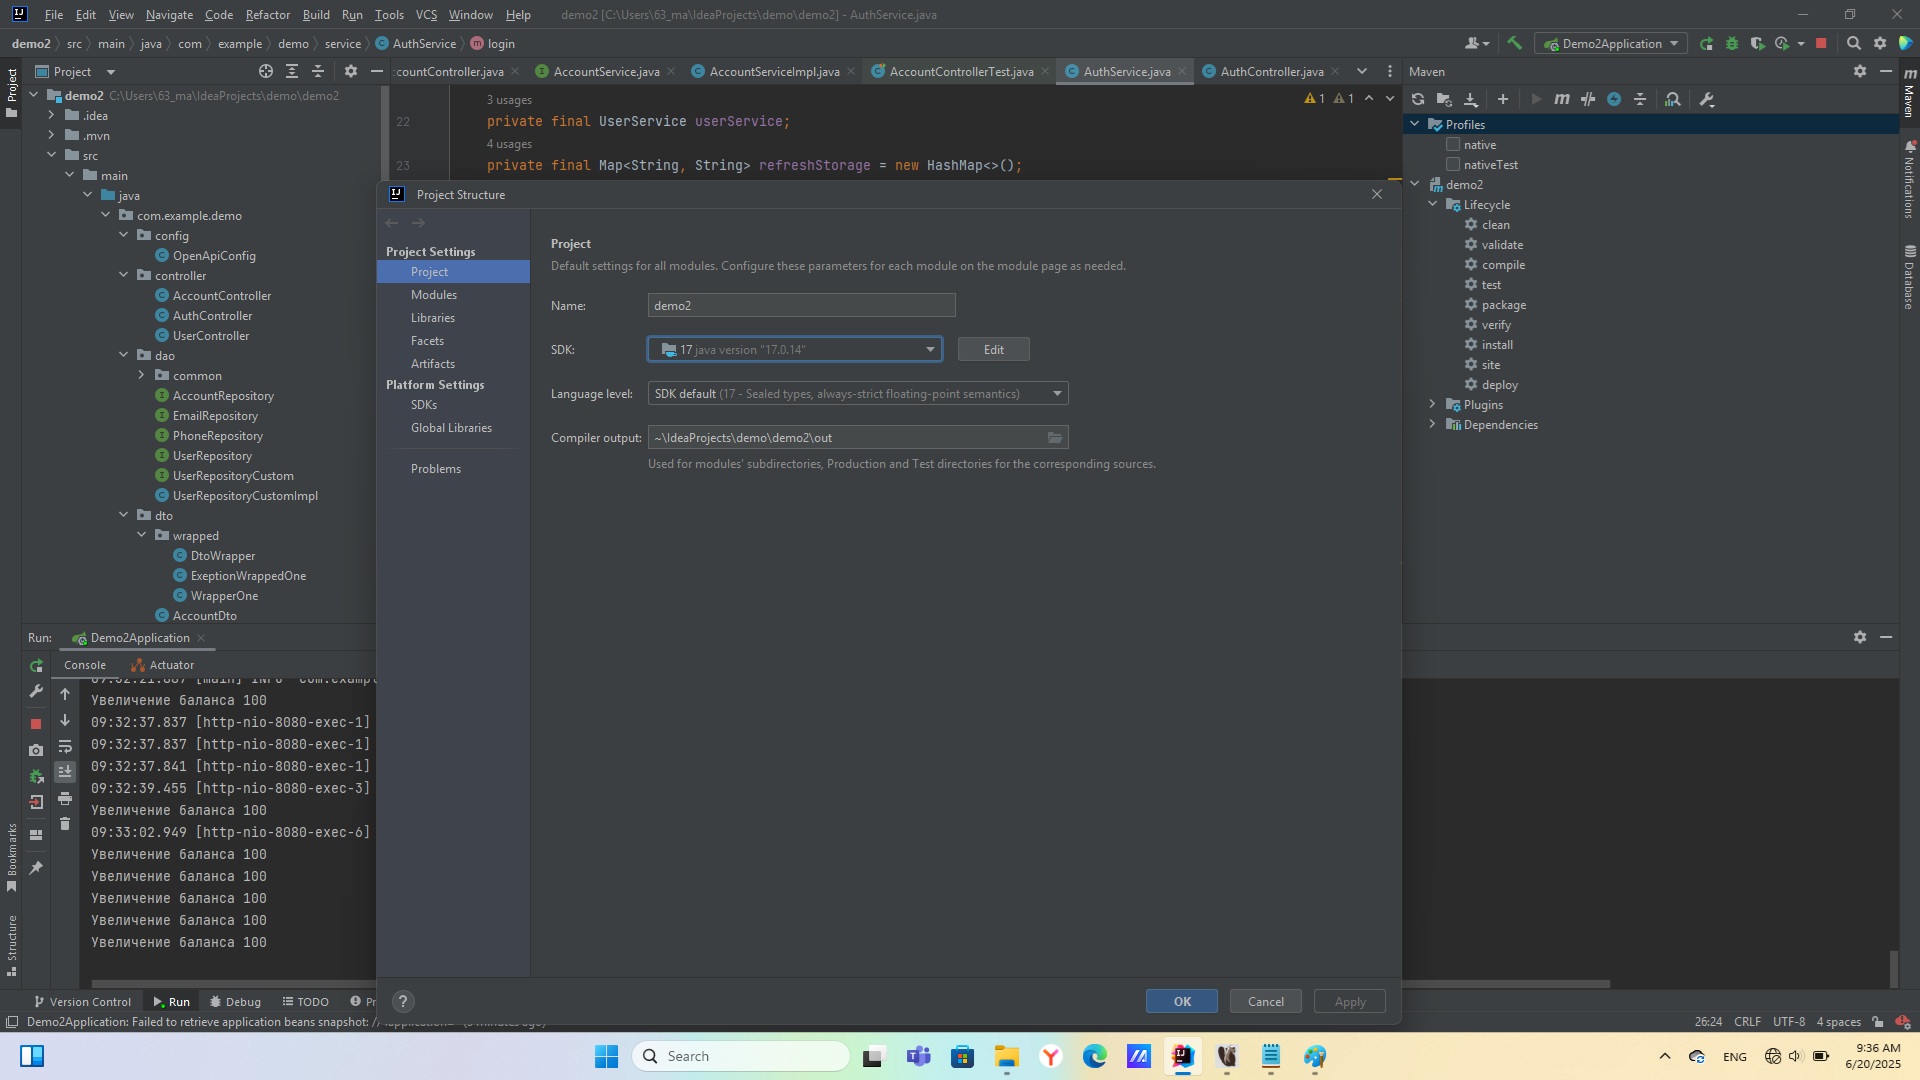 File Edit View Navigate Code Refactor Build Run Tools VCS Window Help demo2 [C:\Users\63_ma\IdeaProjects\demo\demo2] - AuthService.java
demo2 src main java com example demo service AuthService login
Demo2Application
Project
countController.java AccountService.java AccountServiceImpl.java AccountControllerTest.java AuthService.java AuthController.java
Maven
demo2 C:\Users\63_ma\IdeaProjects\demo\demo2
.idea
.mvn
src
main
java
com.example.demo
config
OpenApiConfig
controller
AccountController
AuthController
UserController
dao
common
AccountRepository
EmailRepository
PhoneRepository
UserRepository
UserRepositoryCustom
UserRepositoryCustomImpl
dto
wrapped
DtoWrapper
ExeptionWrappedOne
WrapperOne
AccountDto
3 usages
22 private final UserService userService;
4 usages
23 private final Map<String, String> refreshStorage = new HashMap<>();
1 1
Project Structure
Project Settings
Project
Modules
Libraries
Facets
Artifacts
Platform Settings
SDKs
Global Libraries
Problems
Project
Default settings for all modules. Configure these parameters for each module on the module page as needed.
Name: demo2
SDK: 17 java version "17.0.14" Edit
Language level: SDK default (17 - Sealed types, always-strict floating-point semantics)
Compiler output: ~\IdeaProjects\demo\demo2\out
Used for modules' subdirectories, Production and Test directories for the corresponding sources.
? OK Cancel Apply
Profiles
native
nativeTest
demo2
Lifecycle
clean
validate
compile
test
package
verify
install
site
deploy
Plugins
Dependencies
Project
Bookmarks
Structure
Maven
Notifications
Database
Run: Demo2Application
Console Actuator
Увеличение баланса 100
09:32:37.837 [http-nio-8080-exec-1]
09:32:37.837 [http-nio-8080-exec-1]
09:32:37.841 [http-nio-8080-exec-1]
09:32:39.455 [http-nio-8080-exec-3]
Увеличение баланса 100
09:33:02.949 [http-nio-8080-exec-6]
Увеличение баланса 100
Увеличение баланса 100
Увеличение баланса 100
Увеличение баланса 100
Увеличение баланса 100
Version Control Run Debug TODO Pr
Demo2Application: Failed to retrieve application beans snapshot:
26:24 CRLF UTF-8 4 spaces
Search
ENG
9:36 AM
6/20/2025